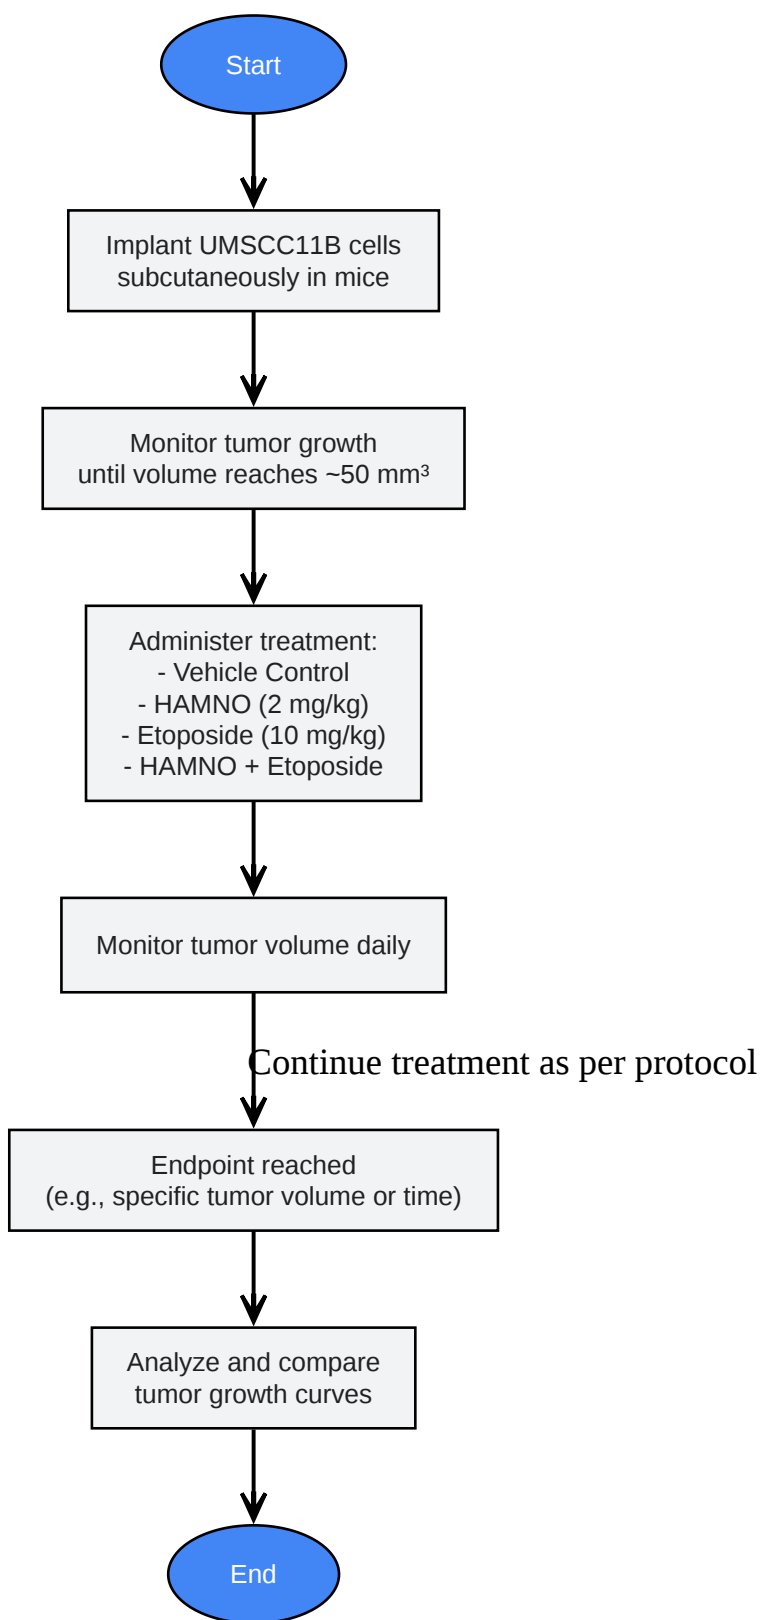 Start
Implant UMSCC11B cells
subcutaneously in mice
Monitor tumor growth
until volume reaches ~50 mm³
Administer treatment:
- Vehicle Control
- HAMNO (2 mg/kg)
- Etoposide (10 mg/kg)
- HAMNO + Etoposide
Monitor tumor volume daily
Continue treatment as per protocol
Endpoint reached
(e.g., specific tumor volume or time)
Analyze and compare
tumor growth curves
End